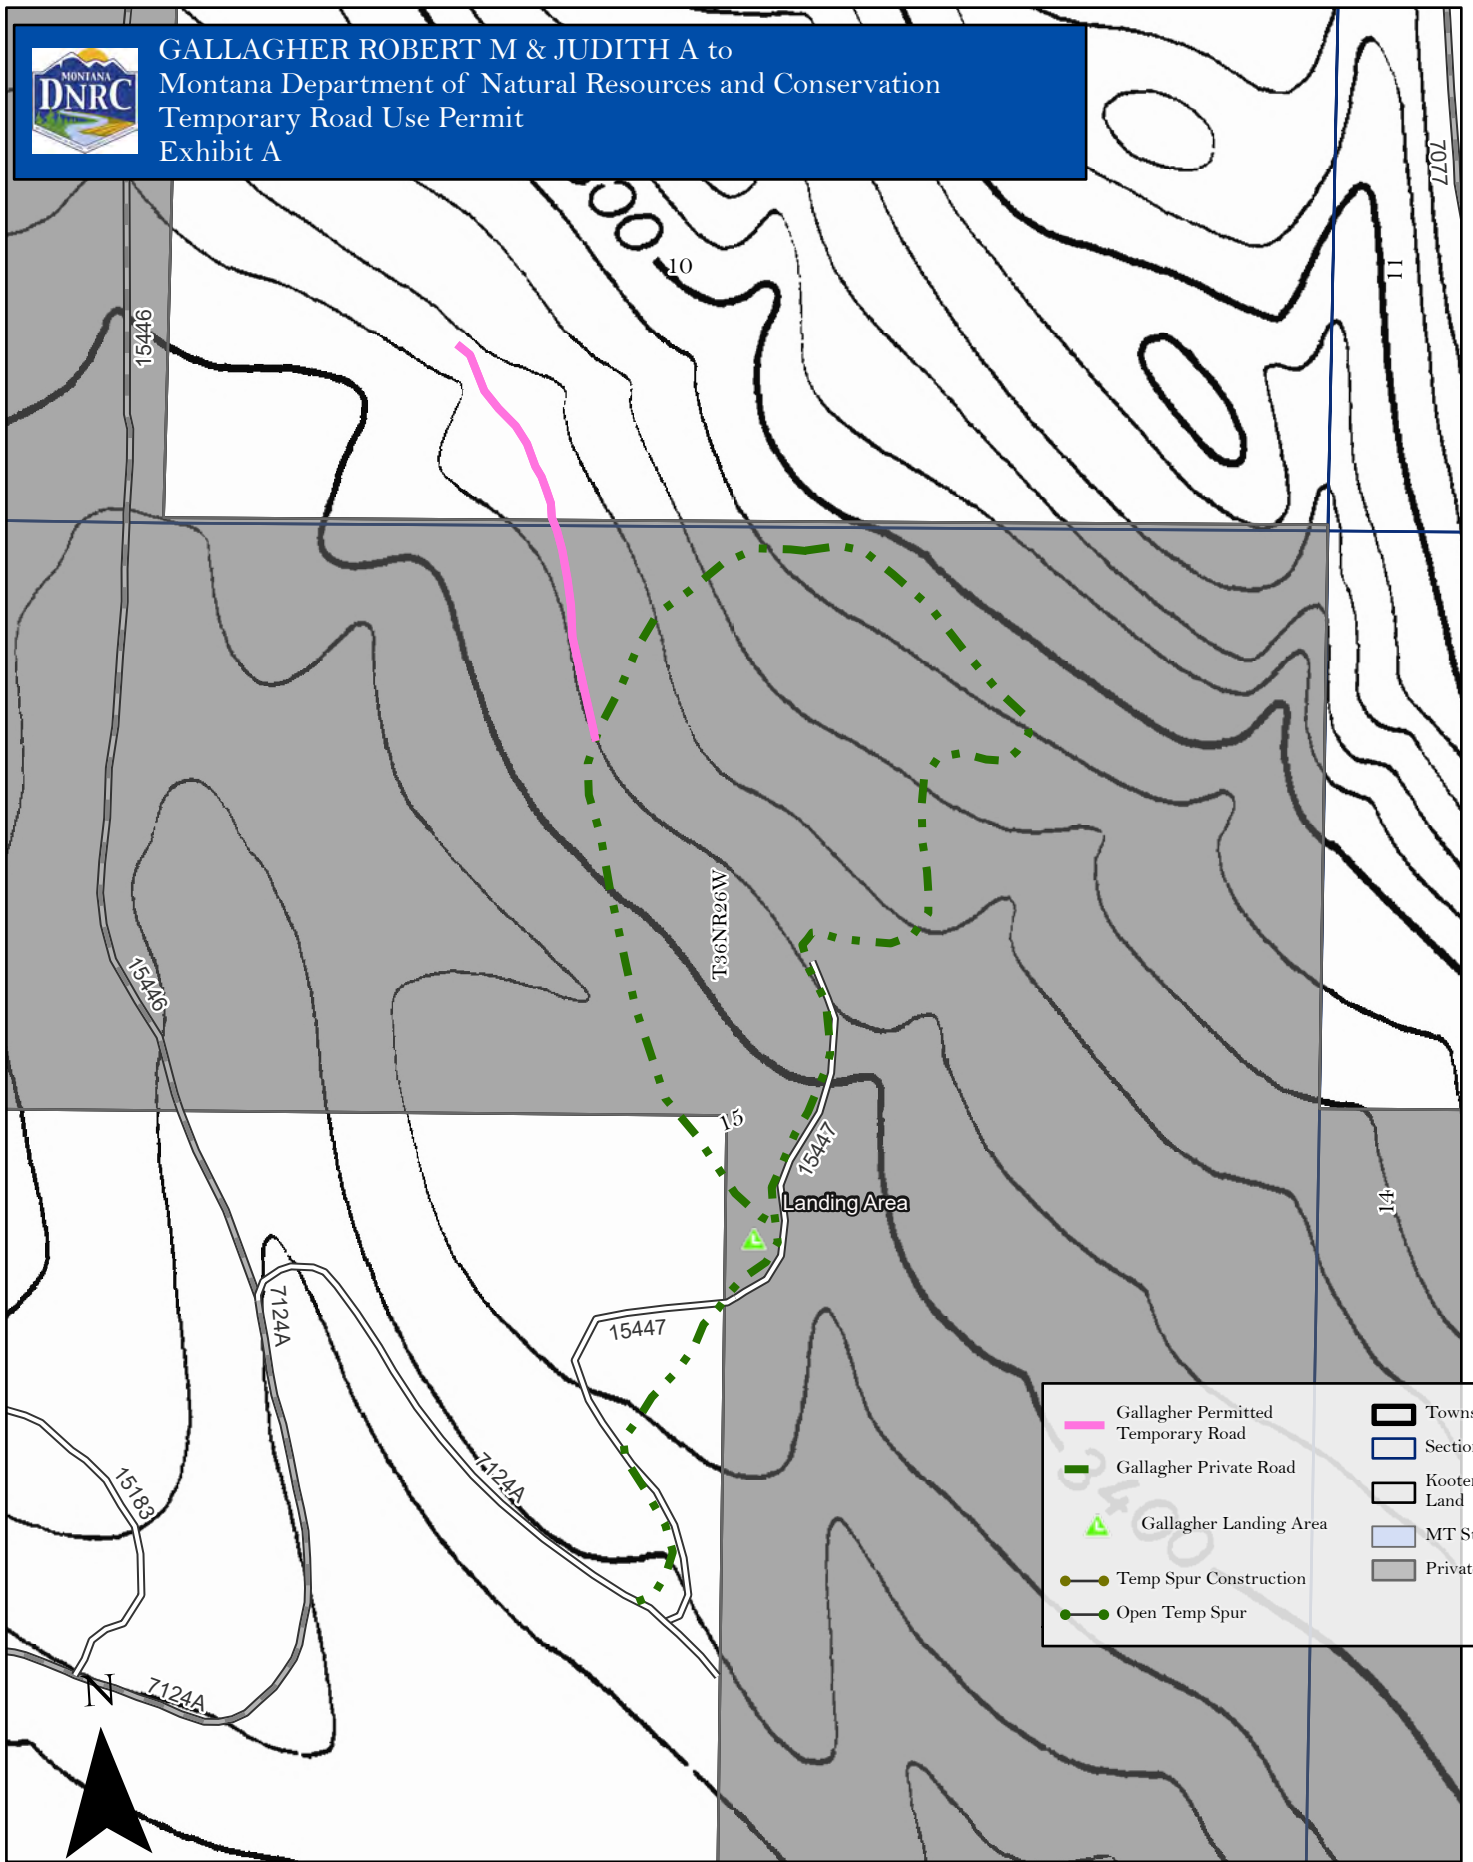 GALLAGHER ROBERT M & JUDITH A to
Montana Department of Natural Resources and Conservation
Temporary Road Use Permit
Exhibit A
MONTANA
DNRC
7077
10
11
15446
15446
T36NR26W
15
15447
Landing Area
14
7124A
15447
7124A
15183
7124A
N
3400
Gallagher Permitted
Temporary Road
Gallagher Private Road
Gallagher Landing Area
Temp Spur Construction
Open Temp Spur
Land